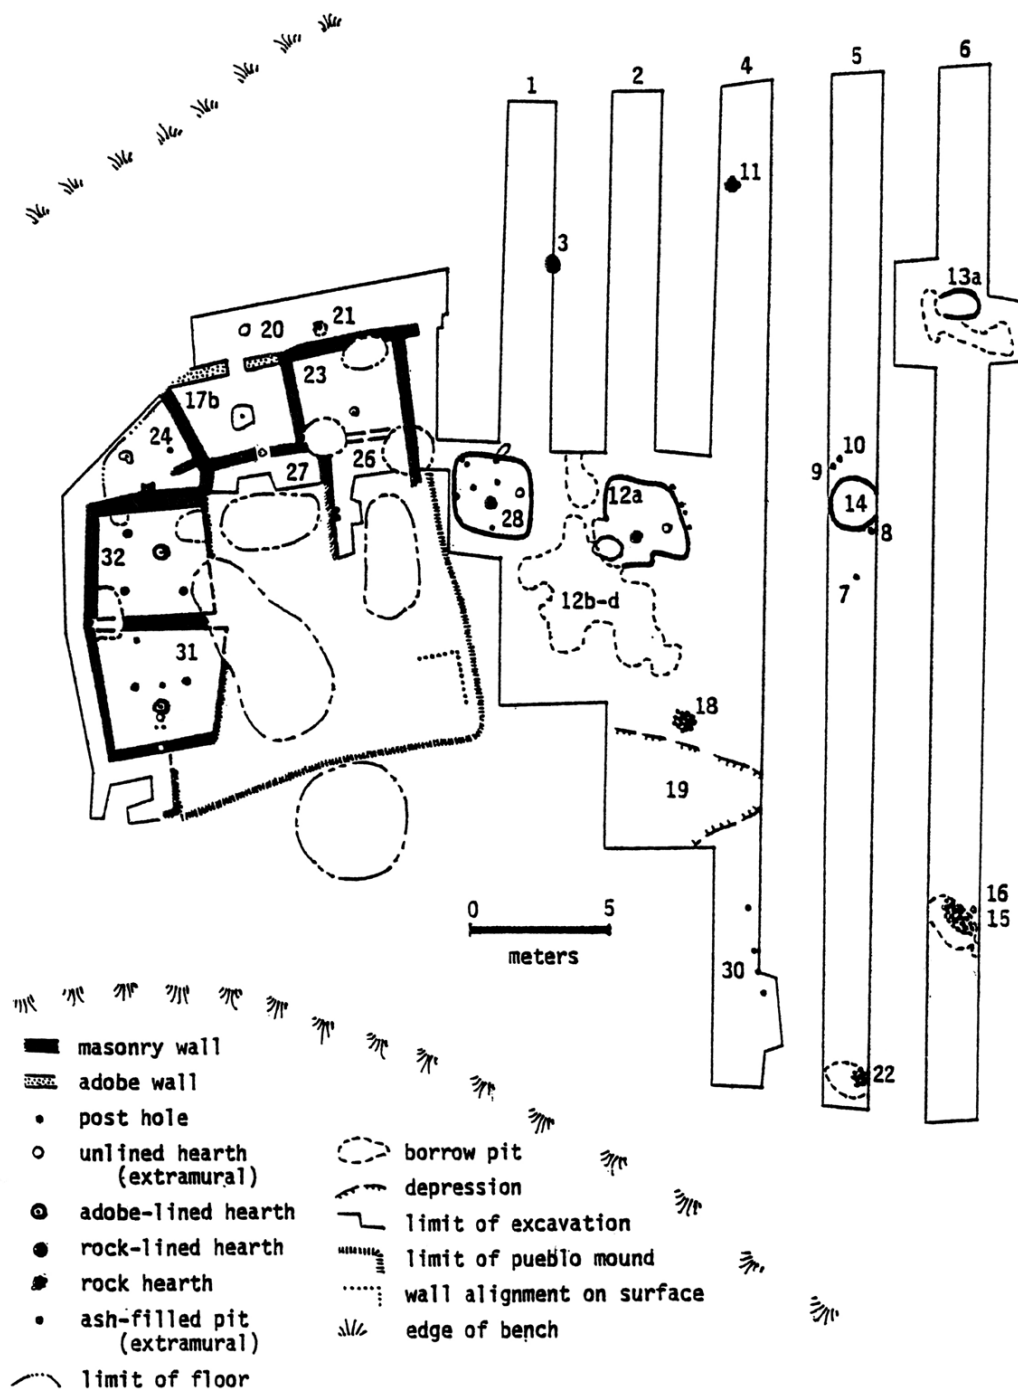 1
2
4
5
6
11
3
13a
20
21
23
17b
24
26
27
10
9
12a
14
28
8
32
12b-d
7
31
18
19
16
15
0 5
meters
30
22
masonry wall
adobe wall
post hole
unlined hearth
(extramural)
adobe-lined hearth
rock-lined hearth
rock hearth
ash-filled pit
(extramural)
limit of floor
borrow pit
depression
limit of excavation
limit of pueblo mound
wall alignment on surface
edge of bench